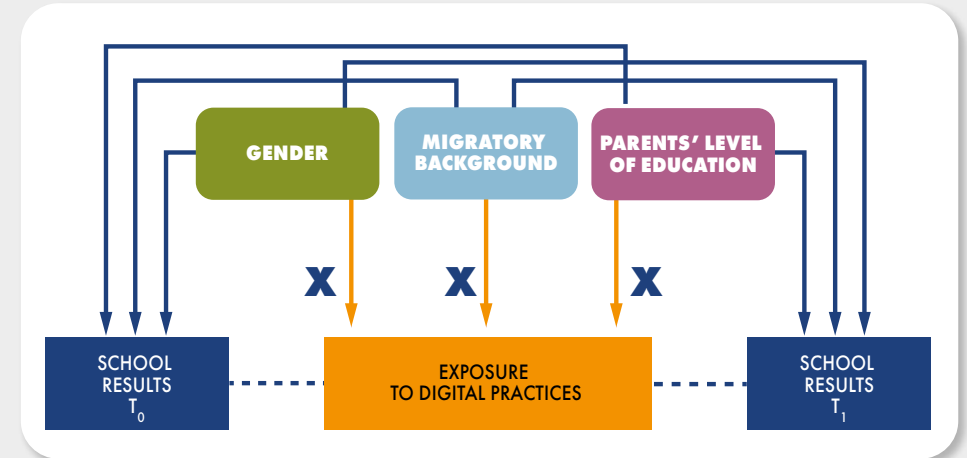 GENDER
MIGRATORY
BACKGROUND
PARENTS' LEVEL
OF EDUCATION
X
X
X
SCHOOL
RESULTS
T0
EXPOSURE
TO DIGITAL PRACTICES
SCHOOL
RESULTS
T1